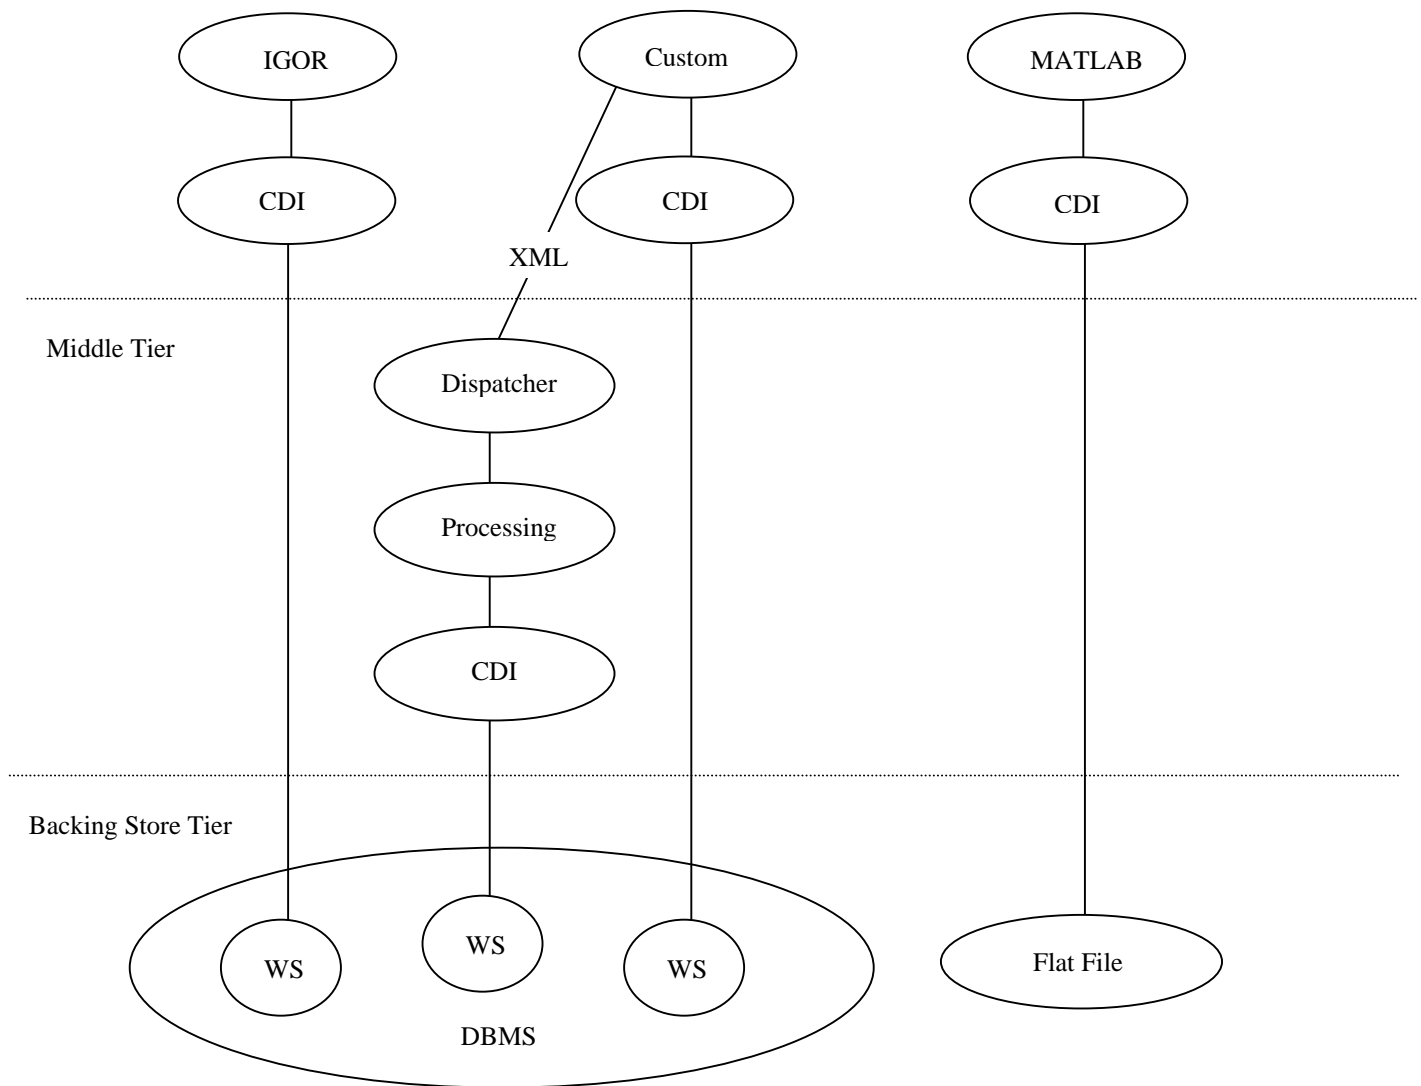 IGOR
Custom
MATLAB
CDI
CDI
CDI
XML
Middle Tier
Dispatcher
Processing
CDI
Backing Store Tier
WS
WS
WS
Flat File
DBMS